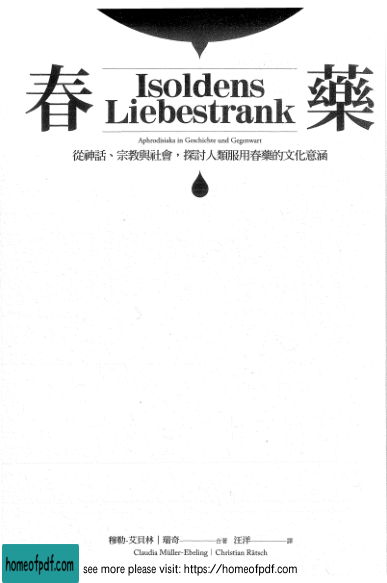 春
Isoldens
Liebestrank
藥
Aphrodisiaka in Geschichte und Gegenwart
從神話、宗教與社會，探討人類服用春藥的文化意涵
穆勒-艾貝林｜瑞奇 合著 汪洋 譯
Claudia Müller-Ebeling｜Christian Rätsch
homeofpdf.com
see more please visit: https://homeofpdf.com